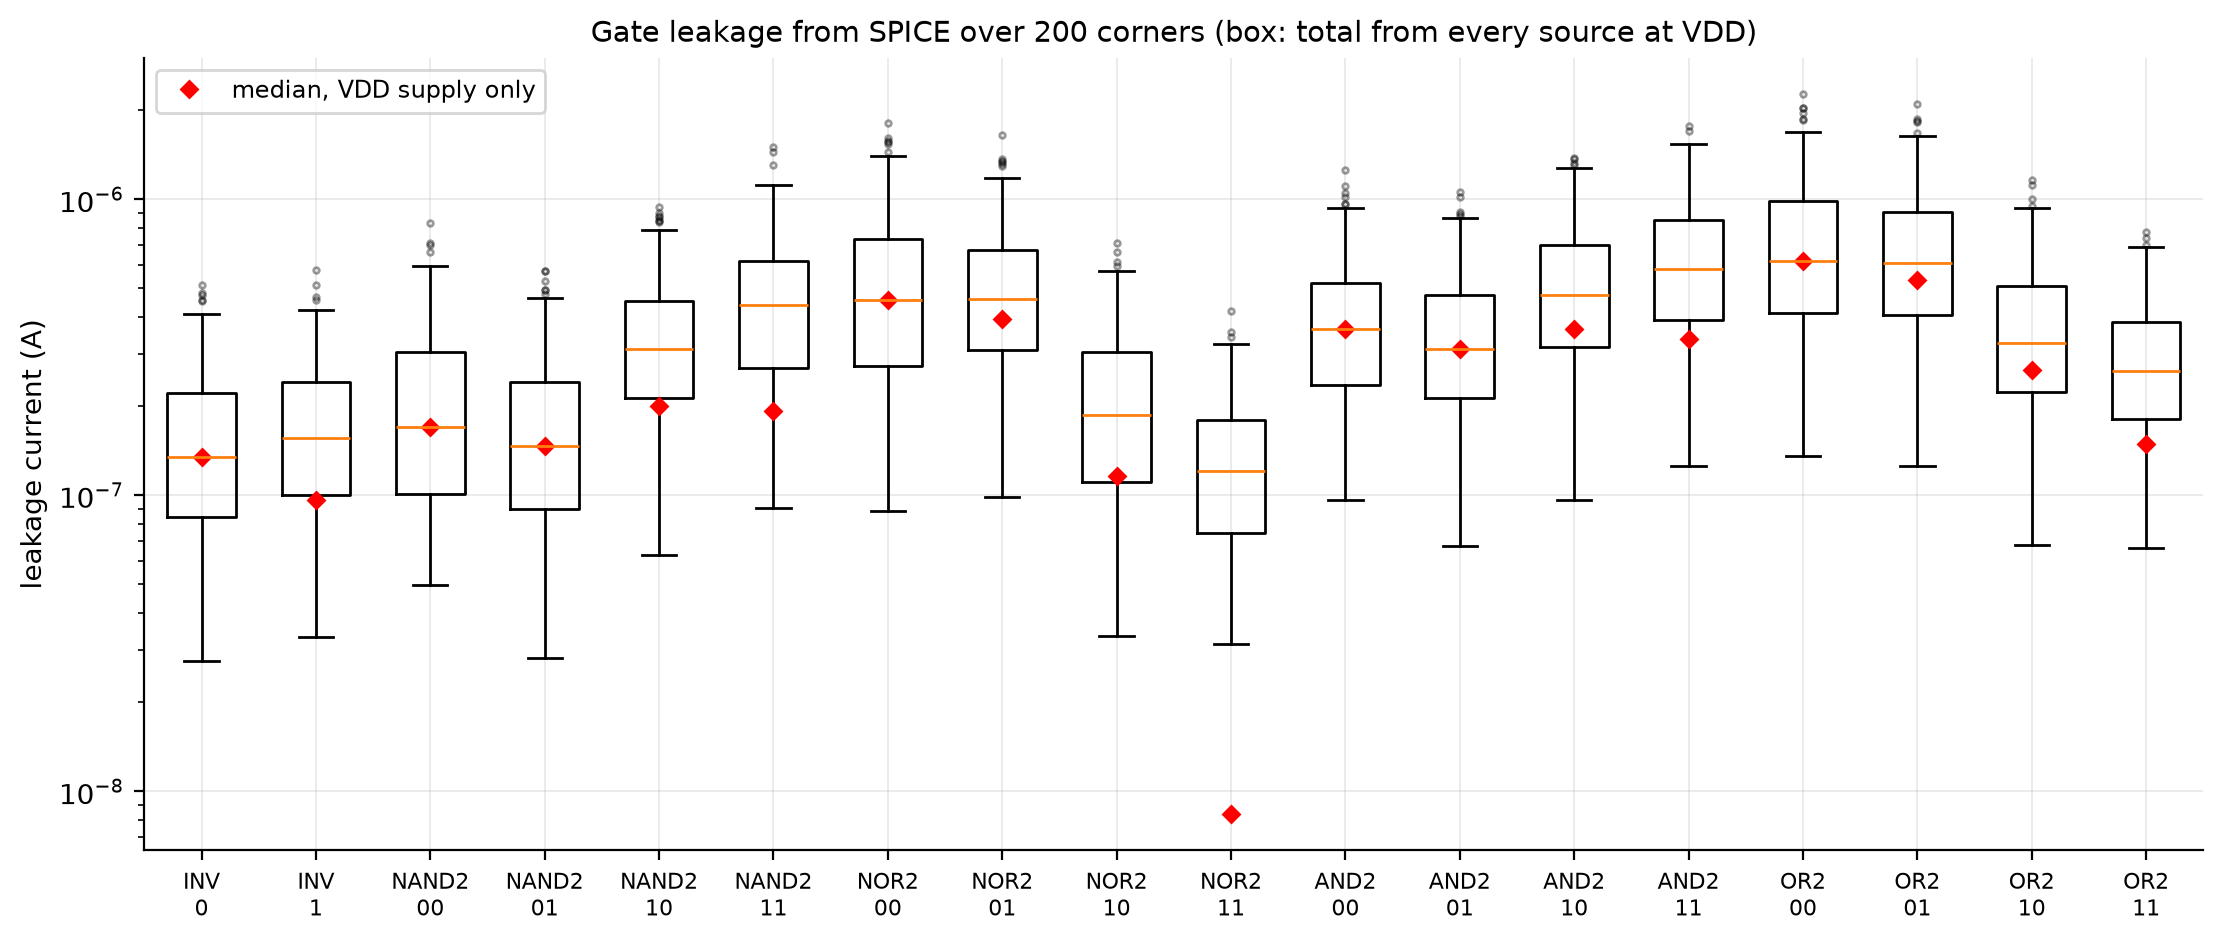 Gate leakage from SPICE over 200 corners (box: total from every source at VDD)
median, VDD supply only
leakage current (A)
10⁻⁶
10⁻⁷
10⁻⁸
INV INV NAND2 NAND2 NAND2 NAND2 NOR2 NOR2 NOR2 NOR2 AND2 AND2 AND2 AND2 OR2 OR2 OR2 OR2
0 1 00 01 10 11 00 01 10 11 00 01 10 11 00 01 10 11